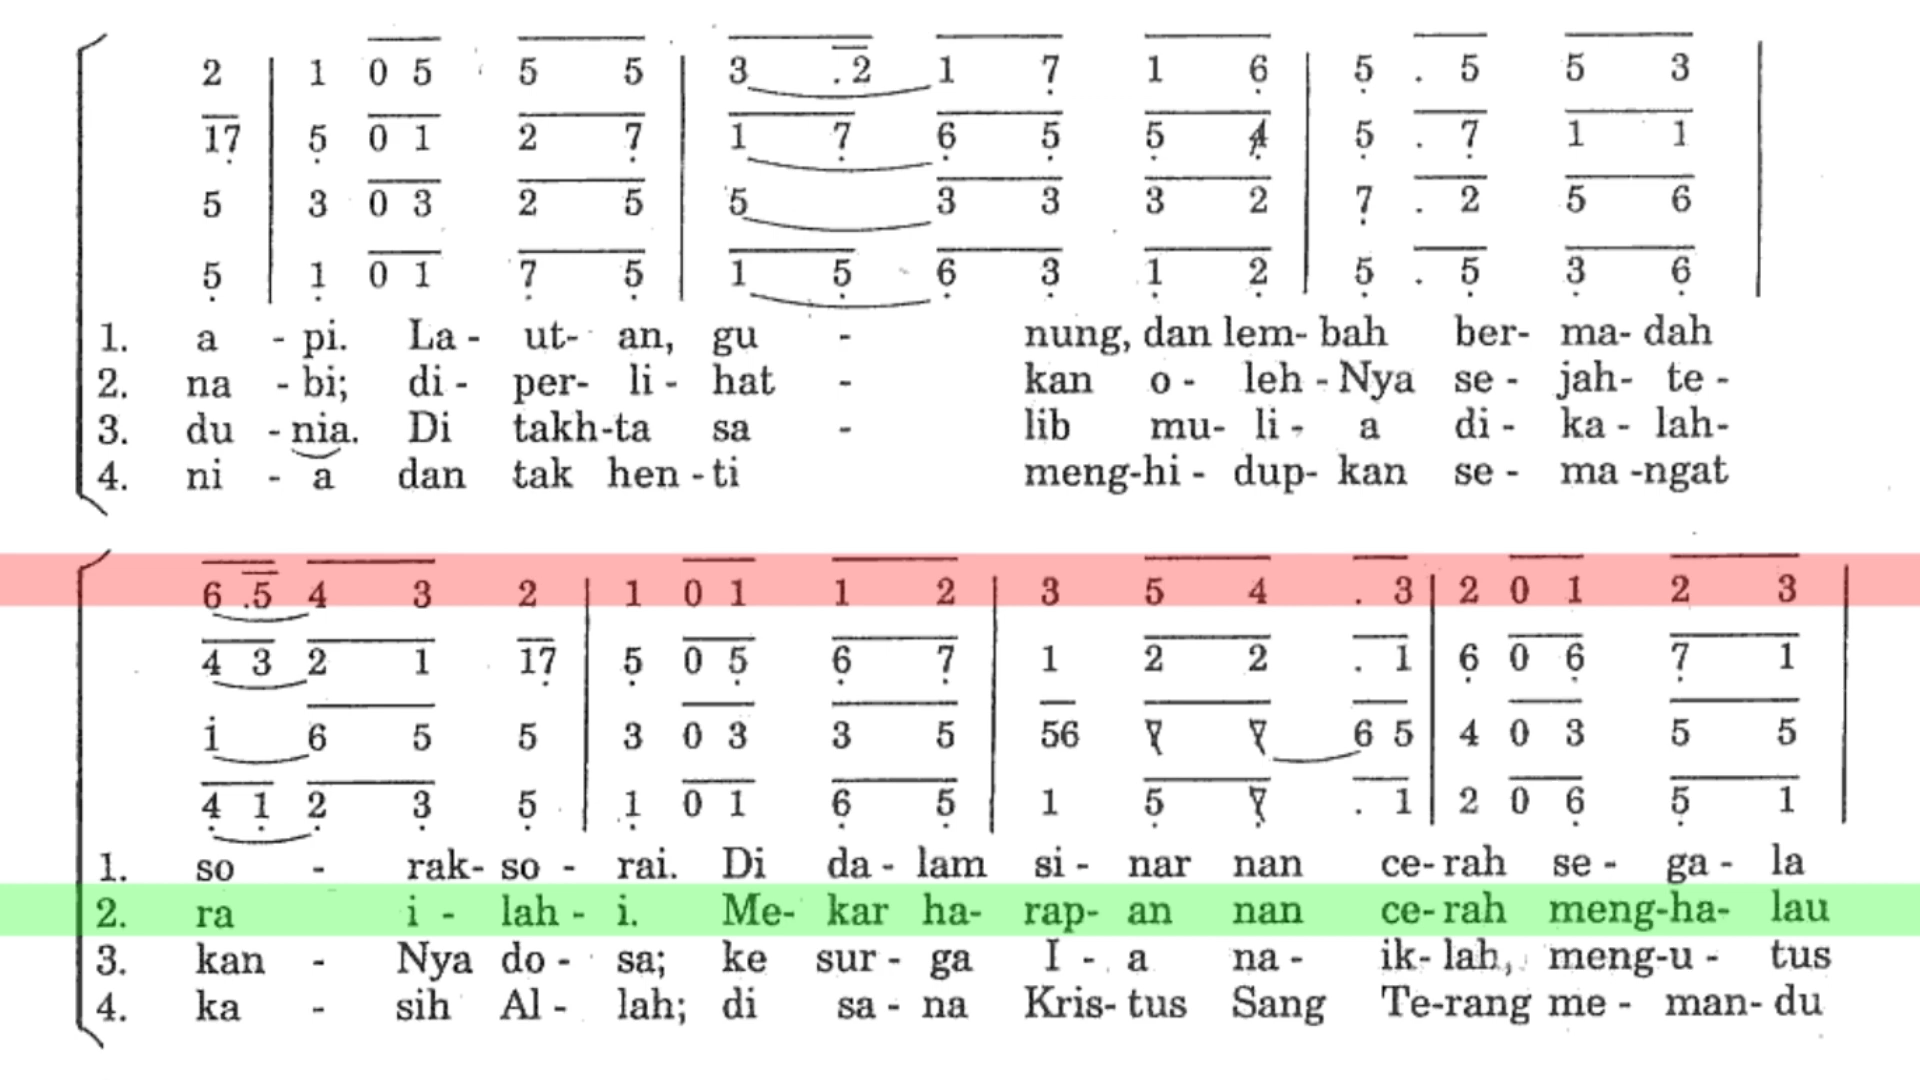 2 | 1 0 5 5 5 | 3 . 2 1 7 1 6 | 5 . 5 5 3 |
17 | 5 0 1 2 7 | 1 7 6 5 5 4 | 5 . 7 1 1 |
5 | 3 0 3 2 5 | 5 3 3 3 2 | 7 . 2 5 6 |
5 | 1 0 1 7 5 | 1 5 6 3 1 2 | 5 . 5 3 6 |
1. a - pi. La - ut- an, gu - nung, dan lem- bah ber- ma- dah
2. na - bi; di - per- li - hat - kan o - leh - Nya se - jah- te -
3. du - nia. Di takh-ta sa - lib mu- li - a di - ka - lah-
4. ni - a dan tak hen - ti meng-hi - dup- kan se - ma -ngat
6 .5 4 3 2 | 1 0 1 1 2 | 3 5 4 . 3 | 2 0 1 2 3 |
4 3 2 1 17 | 5 0 5 6 7 | 1 2 2 . 1 | 6 0 6 7 1 |
i 6 5 5 | 3 0 3 3 5 | 56 7 7 6 5 | 4 0 3 5 5 |
4 1 2 3 5 | 1 0 1 6 5 | 1 5 7 . 1 | 2 0 6 5 1 |
1. so - rak- so - rai. Di da - lam si - nar nan ce- rah se - ga - la
2. ra i - lah - i. Me- kar ha- rap- an nan ce- rah meng-ha- lau
3. kan - Nya do - sa; ke sur - ga I - a na - ik- lah, meng-u - tus
4. ka - sih Al - lah; di sa - na Kris- tus Sang Te-rang me - man- du